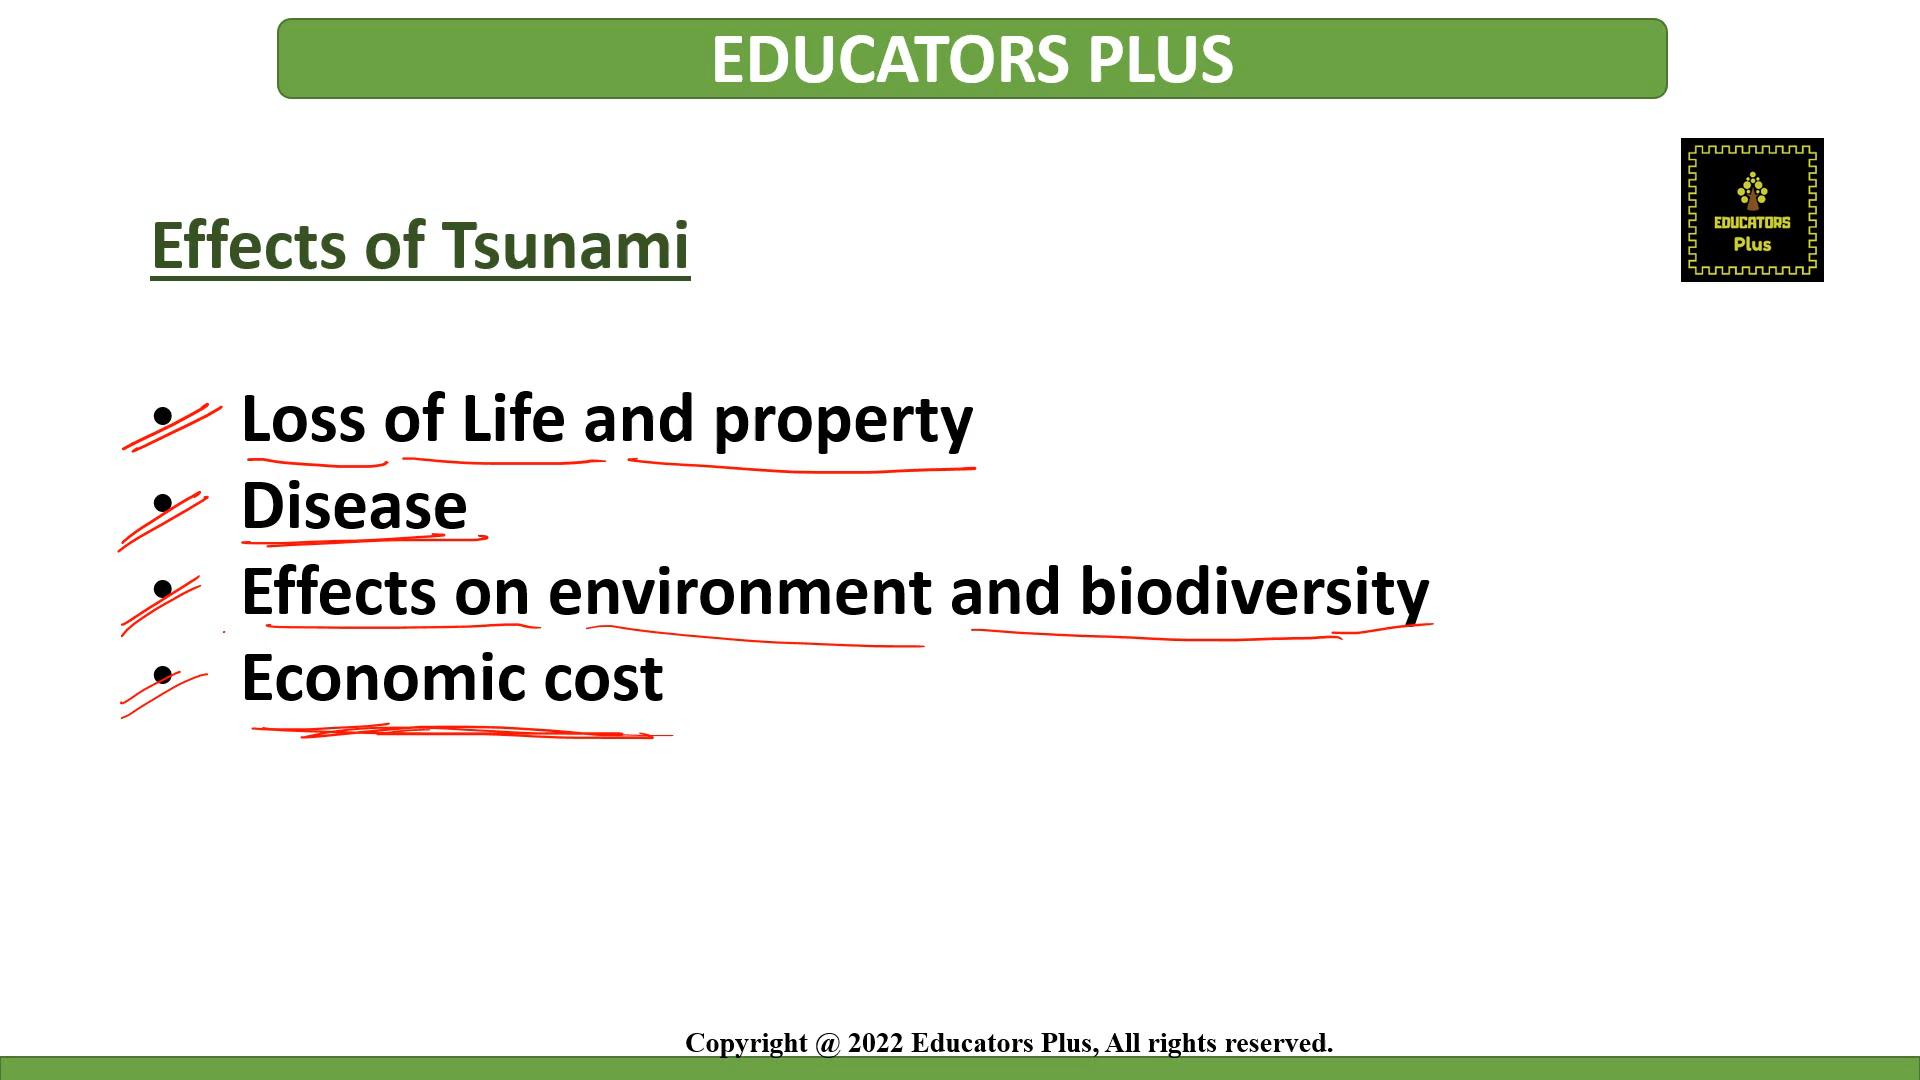 EDUCATORS PLUS
EDUCATORS
Plus
Effects of Tsunami
• Loss of Life and property
• Disease
• Effects on environment and biodiversity
• Economic cost
Copyright @ 2022 Educators Plus, All rights reserved.